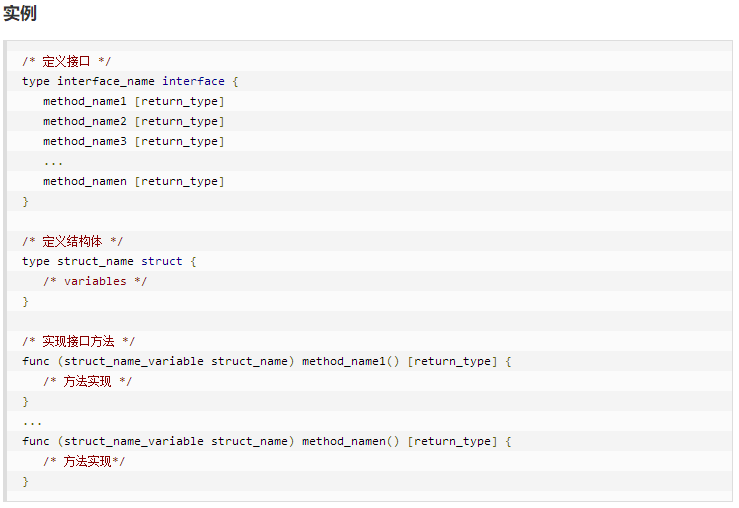 实例
/* 定义接口 */
type interface_name interface {
   method_name1 [return_type]
   method_name2 [return_type]
   method_name3 [return_type]
   ...
   method_namen [return_type]
}
/* 定义结构体 */
type struct_name struct {
   /* variables */
}
/* 实现接口方法 */
func (struct_name_variable struct_name) method_name1() [return_type] {
   /* 方法实现 */
}
...
func (struct_name_variable struct_name) method_namen() [return_type] {
   /* 方法实现*/
}